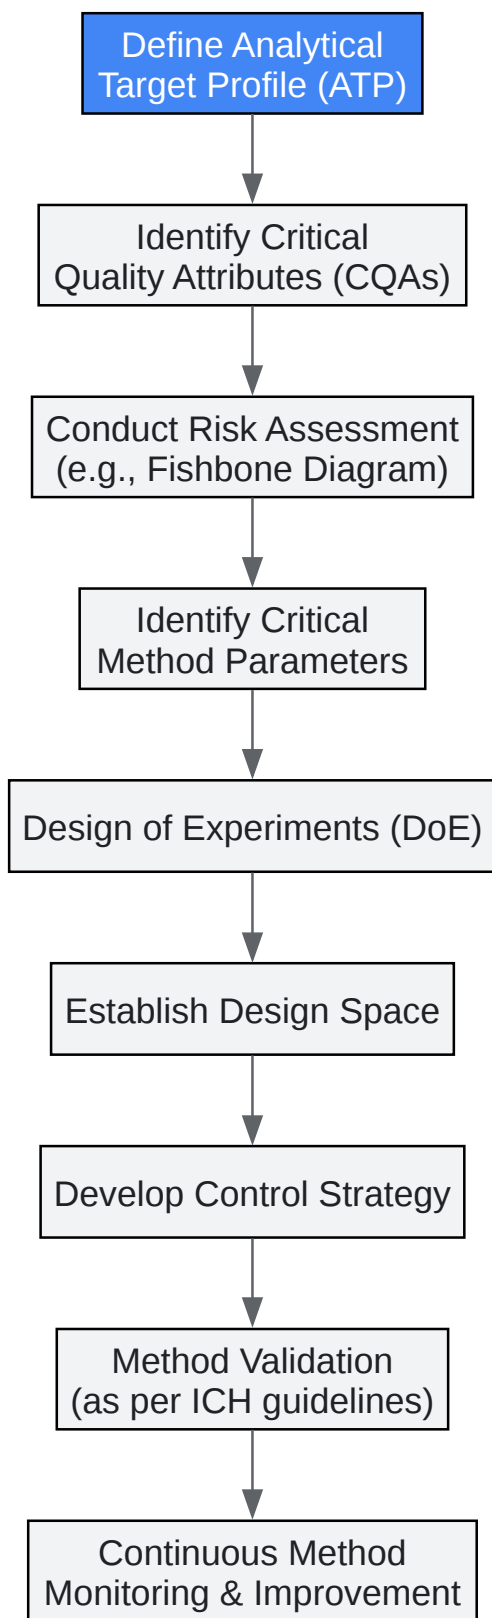 Define Analytical
Target Profile (ATP)
Identify Critical
Quality Attributes (CQAs)
Conduct Risk Assessment
(e.g., Fishbone Diagram)
Identify Critical
Method Parameters
Design of Experiments (DoE)
Establish Design Space
Develop Control Strategy
Method Validation
(as per ICH guidelines)
Continuous Method
Monitoring & Improvement